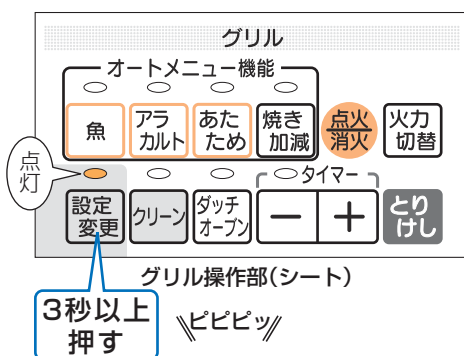 グリル
オートメニュー機能
魚
アラ
カルト
あた
ため
焼き
加減
点火
消火
火力
切替
点灯
タイマー
設定
変更
クリーン
ダッチ
オーブン
－
＋
とり
けし
グリル操作部(シート)
3秒以上
押す
ピピピッ